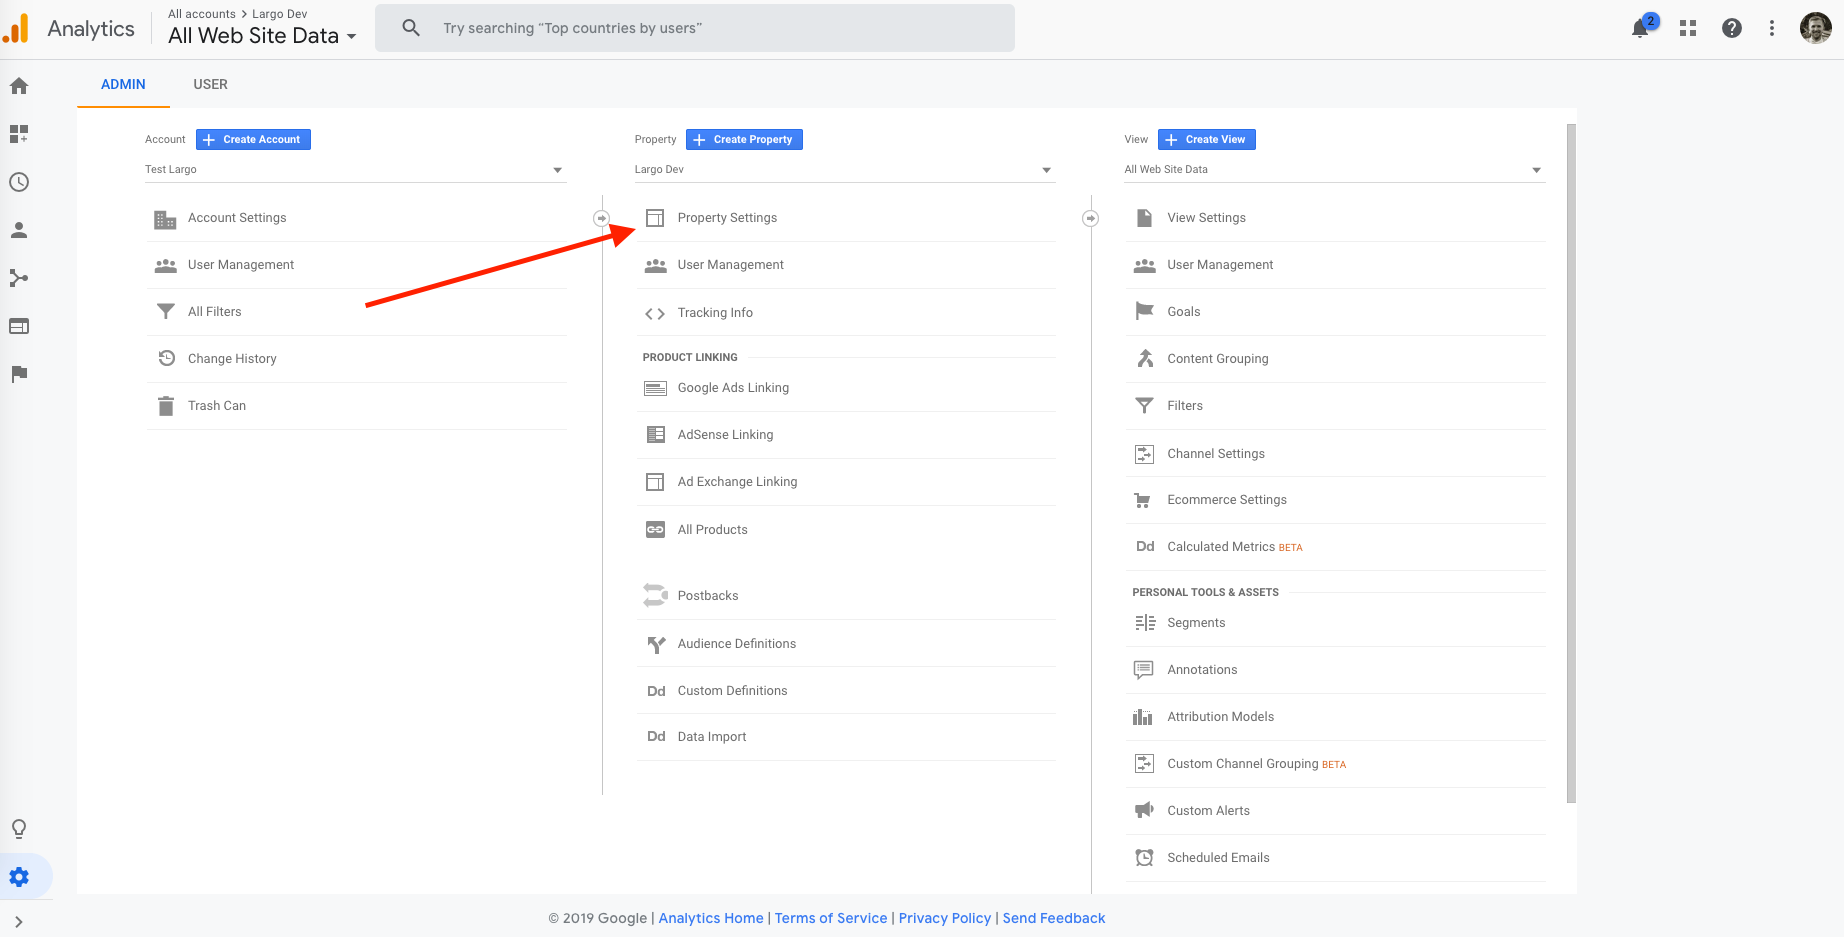 Analytics
All accounts > Largo Dev
All Web Site Data
Try searching “Top countries by users”
2
ADMIN
USER
Account
Create Account
Test Largo
Account Settings
User Management
All Filters
Change History
Trash Can
Property
Create Property
Largo Dev
Property Settings
User Management
Tracking Info
PRODUCT LINKING
Google Ads Linking
AdSense Linking
Ad Exchange Linking
All Products
Postbacks
Audience Definitions
Dd Custom Definitions
Dd Data Import
View
Create View
All Web Site Data
View Settings
User Management
Goals
Content Grouping
Filters
Channel Settings
Ecommerce Settings
Dd Calculated Metrics BETA
PERSONAL TOOLS & ASSETS
Segments
Annotations
Attribution Models
Custom Channel Grouping BETA
Custom Alerts
Scheduled Emails
© 2019 Google | Analytics Home | Terms of Service | Privacy Policy | Send Feedback